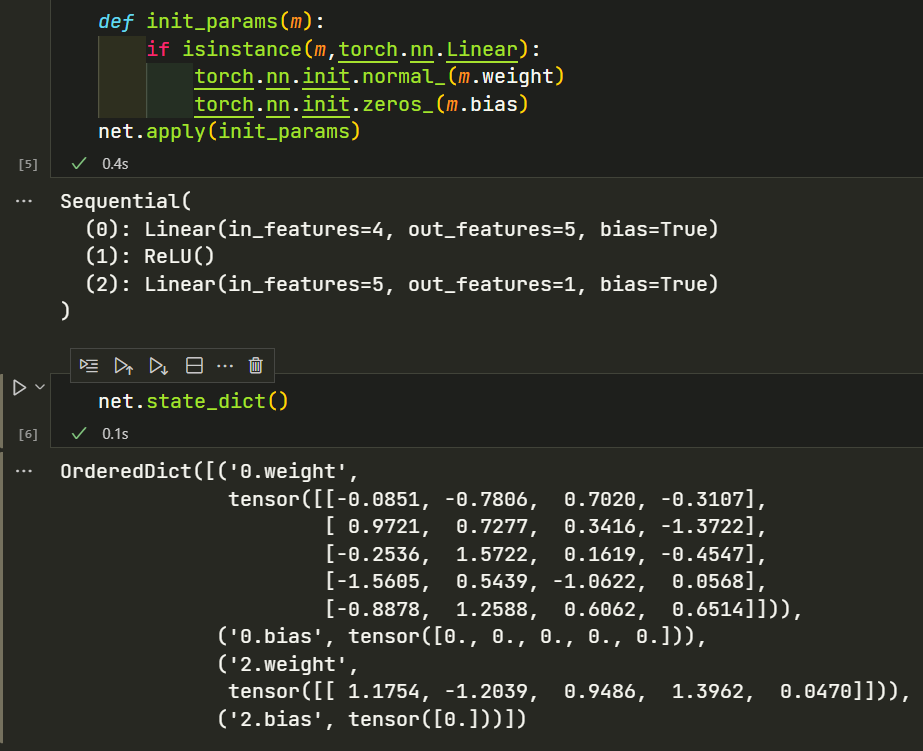 def init_params(m):
    if isinstance(m,torch.nn.Linear):
        torch.nn.init.normal_(m.weight)
        torch.nn.init.zeros_(m.bias)
net.apply(init_params)
[5] ✓ 0.4s
... Sequential(
  (0): Linear(in_features=4, out_features=5, bias=True)
  (1): ReLU()
  (2): Linear(in_features=5, out_features=1, bias=True)
)
net.state_dict()
[6] ✓ 0.1s
... OrderedDict([('0.weight',
              tensor([[-0.0851, -0.7806,  0.7020, -0.3107],
                      [ 0.9721,  0.7277,  0.3416, -1.3722],
                      [-0.2536,  1.5722,  0.1619, -0.4547],
                      [-1.5605,  0.5439, -1.0622,  0.0568],
                      [-0.8878,  1.2588,  0.6062,  0.6514]])),
             ('0.bias', tensor([0., 0., 0., 0., 0.])),
             ('2.weight',
              tensor([[ 1.1754, -1.2039,  0.9486,  1.3962,  0.0470]])),
             ('2.bias', tensor([0.]))])